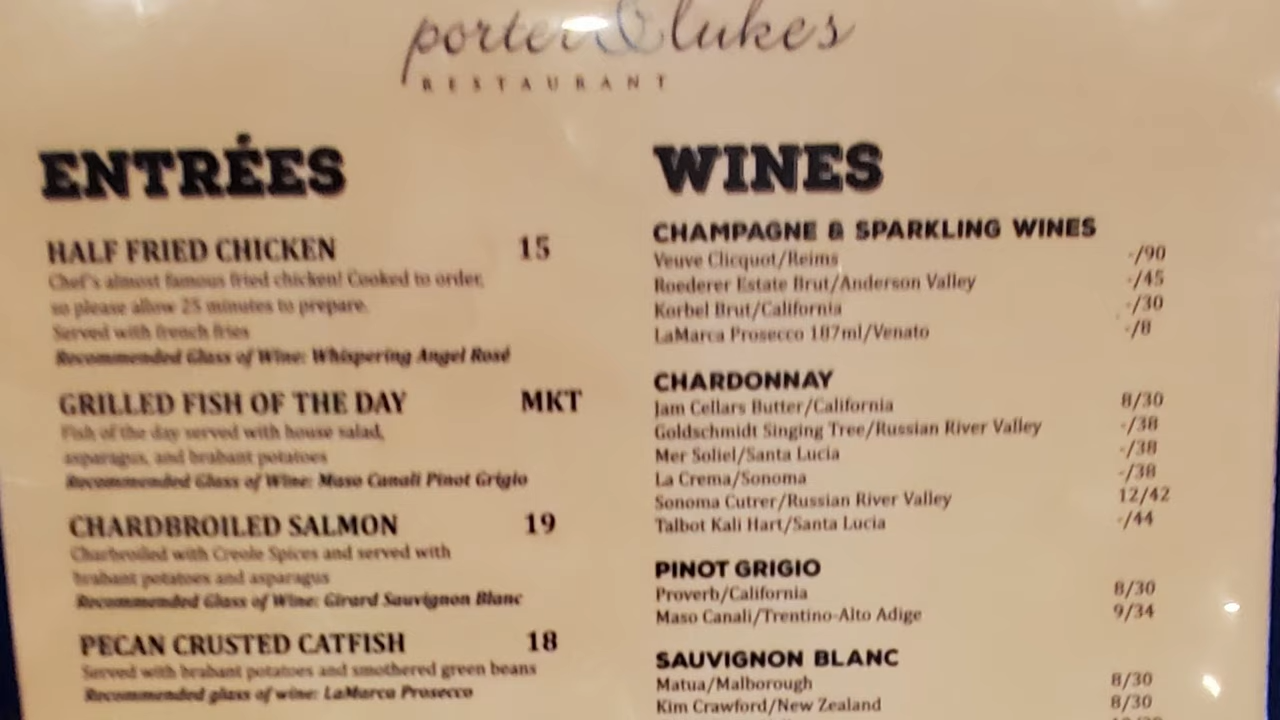 porter & lukes
RESTAURANT
ENTRÉES
HALF FRIED CHICKEN 15
Chef's almost famous fried chicken! Cooked to order,
so please allow 25 minutes to prepare.
Served with french fries
Recommended Glass of Wine: Whispering Angel Rosé
GRILLED FISH OF THE DAY MKT
Fish of the day served with house salad,
asparagus, and brabant potatoes
Recommended Glass of Wine: Maso Canali Pinot Grigio
CHARDBROILED SALMON 19
Charbroiled with Creole Spices and served with
brabant potatoes and asparagus
Recommended Glass of Wine: Girard Sauvignon Blanc
PECAN CRUSTED CATFISH 18
Served with brabant potatoes and smothered green beans
Recommended glass of wine: LaMarca Prosecco
WINES
CHAMPAGNE & SPARKLING WINES
Veuve Clicquot/Reims -/90
Roederer Estate Brut/Anderson Valley -/45
Korbel Brut/California -/30
LaMarca Prosecco 187ml/Venato -/8
CHARDONNAY
Jam Cellars Butter/California 8/30
Goldschmidt Singing Tree/Russian River Valley -/38
Mer Soliel/Santa Lucia -/38
La Crema/Sonoma -/38
Sonoma Cutrer/Russian River Valley 12/42
Talbot Kali Hart/Santa Lucia -/44
PINOT GRIGIO
Proverb/California 8/30
Maso Canali/Trentino-Alto Adige 9/34
SAUVIGNON BLANC
Matua/Malborough 8/30
Kim Crawford/New Zealand 8/30